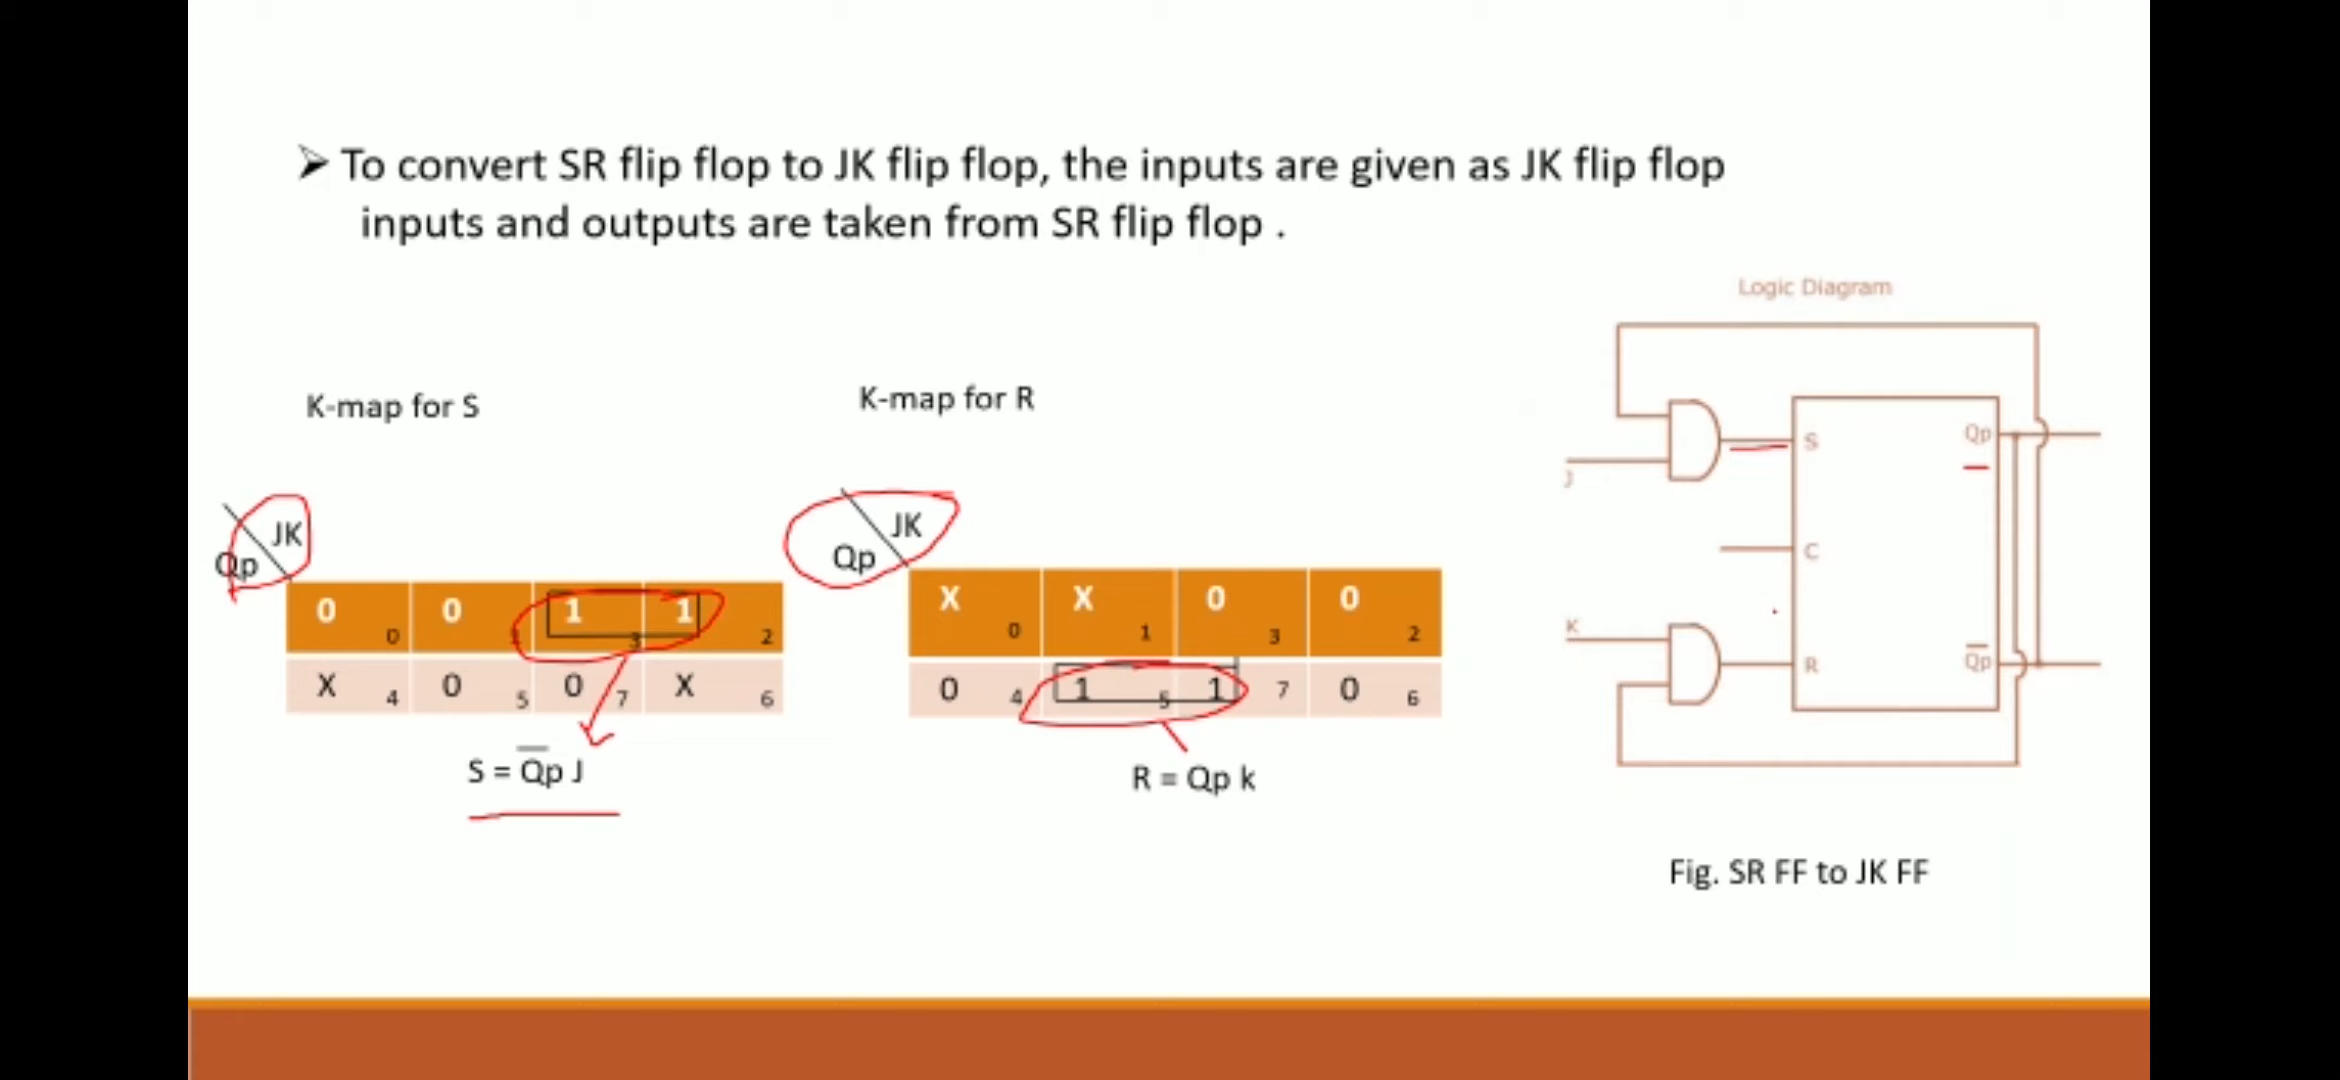 ➢ To convert SR flip flop to JK flip flop, the inputs are given as JK flip flop
inputs and outputs are taken from SR flip flop .
K-map for S
JK
Qp
0 0 0 1 1 3 1 2
X 4 0 5 0 7 X 6
S = Q̅p J
K-map for R
JK
Qp
X 0 X 1 0 3 0 2
0 4 1 5 1 7 0 6
R = Qp k
Logic Diagram
S Qp
J
C
K
R Q̅p
Fig. SR FF to JK FF